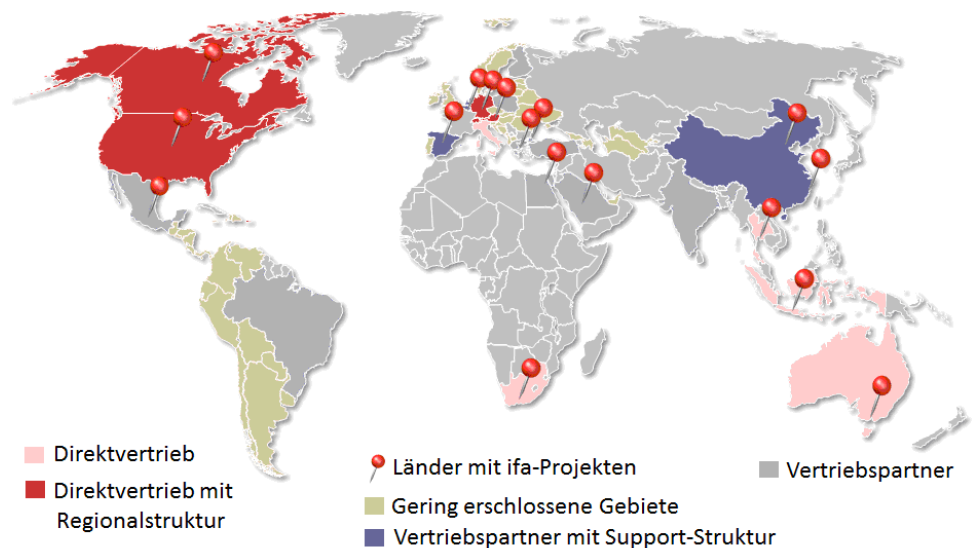 Direktvertrieb
Direktvertrieb mit
Regionalstruktur
Länder mit ifa-Projekten
Gering erschlossene Gebiete
Vertriebspartner mit Support-Struktur
Vertriebspartner